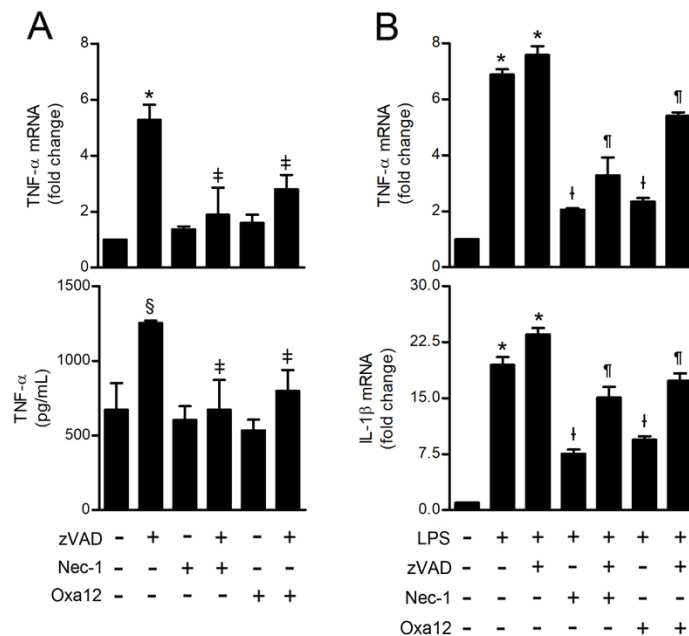 A
B
TNF-α mRNA
(fold change)
8
6
4
2
0
*
‡
‡
TNF-α mRNA
(fold change)
8
6
4
2
0
*
*
ƚ
¶
ƚ
¶
TNF-α
(pg/mL)
1500
1000
500
0
§
‡
‡
IL-1β mRNA
(fold change)
30.0
22.5
15.0
7.5
0.0
*
*
ƚ
¶
ƚ
¶
zVAD - + - + - +
Nec-1 - - + + - -
Oxa12 - - - - + +
LPS - + + + + + +
zVAD - - + - + - +
Nec-1 - - - + + - -
Oxa12 - - - - - + +